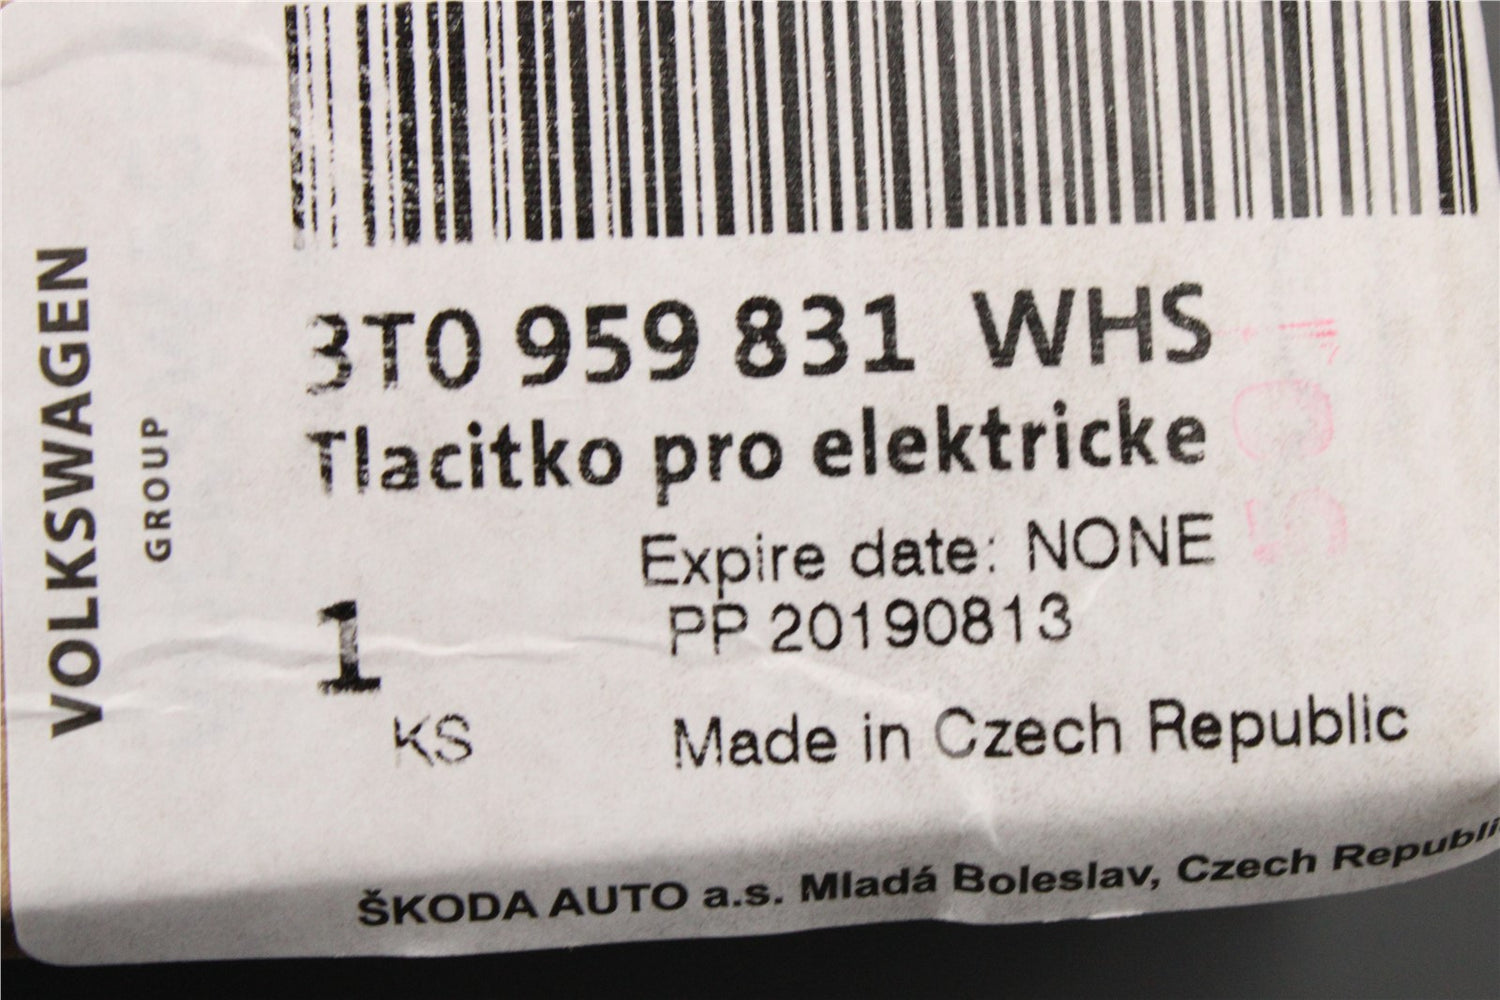 VOLKSWAGEN
GROUP
3T0 959 831 WHS
Tlacitko pro elektricke
Expire date: NONE
1
PP 20190813
KS
Made in Czech Republic
ŠKODA AUTO a.s. Mladá Boleslav, Czech Republi